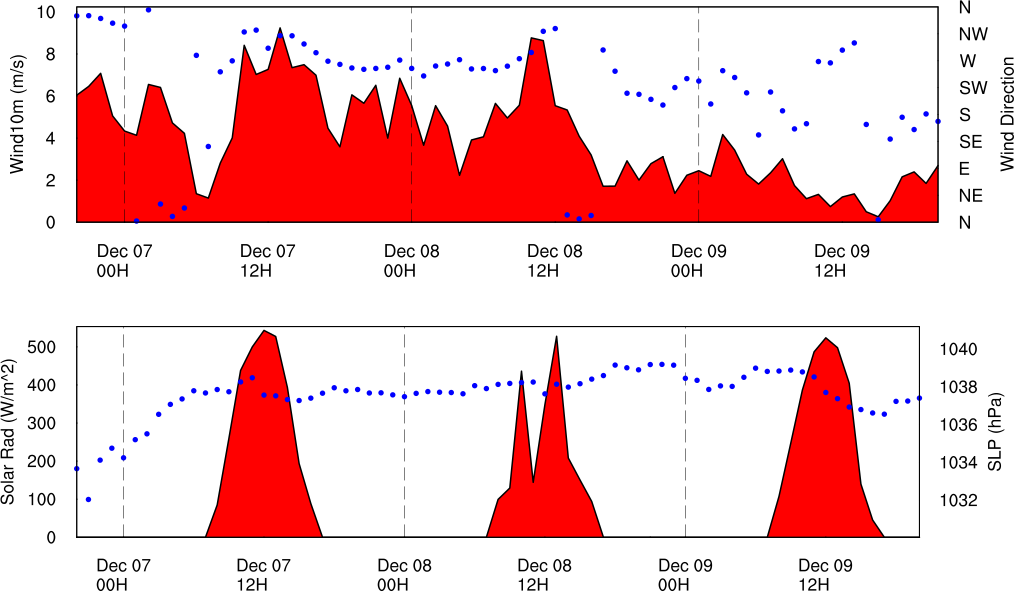 Wind10m (m/s)
10
8
6
4
2
0
N
NW
W
SW
S
SE
E
NE
N
Wind Direction
Dec 07 Dec 07 Dec 08 Dec 08 Dec 09 Dec 09
00H 12H 00H 12H 00H 12H
Solar Rad (W/m^2)
500
400
300
200
100
0
1040
1038
1036
1034
1032
SLP (hPa)
Dec 07 Dec 07 Dec 08 Dec 08 Dec 09 Dec 09
00H 12H 00H 12H 00H 12H